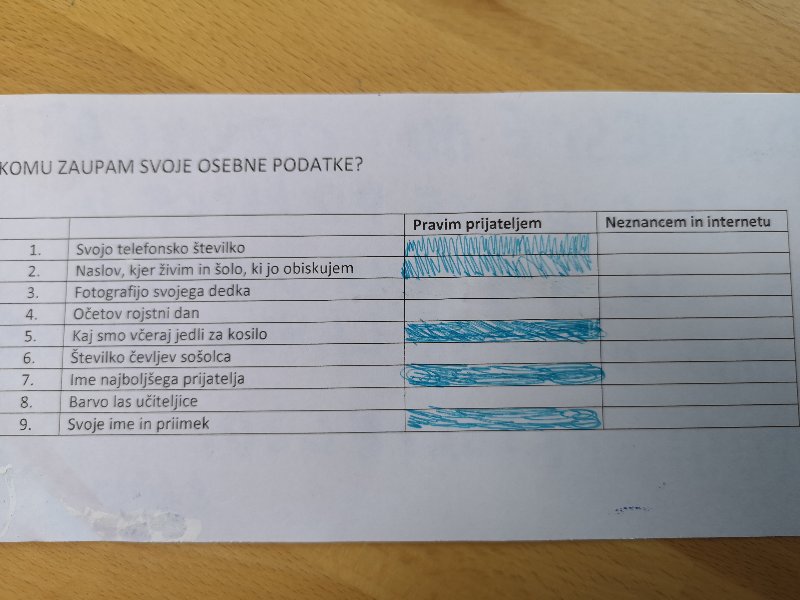 KOMU ZAUPAM SVOJE OSEBNE PODATKE?
Pravim prijateljem Neznancem in internetu
1. Svojo telefonsko številko
2. Naslov, kjer živim in šolo, ki jo obiskujem
3. Fotografijo svojega dedka
4. Očetov rojstni dan
5. Kaj smo včeraj jedli za kosilo
6. Številko čevljev sošolca
7. Ime najboljšega prijatelja
8. Barvo las učiteljice
9. Svoje ime in priimek